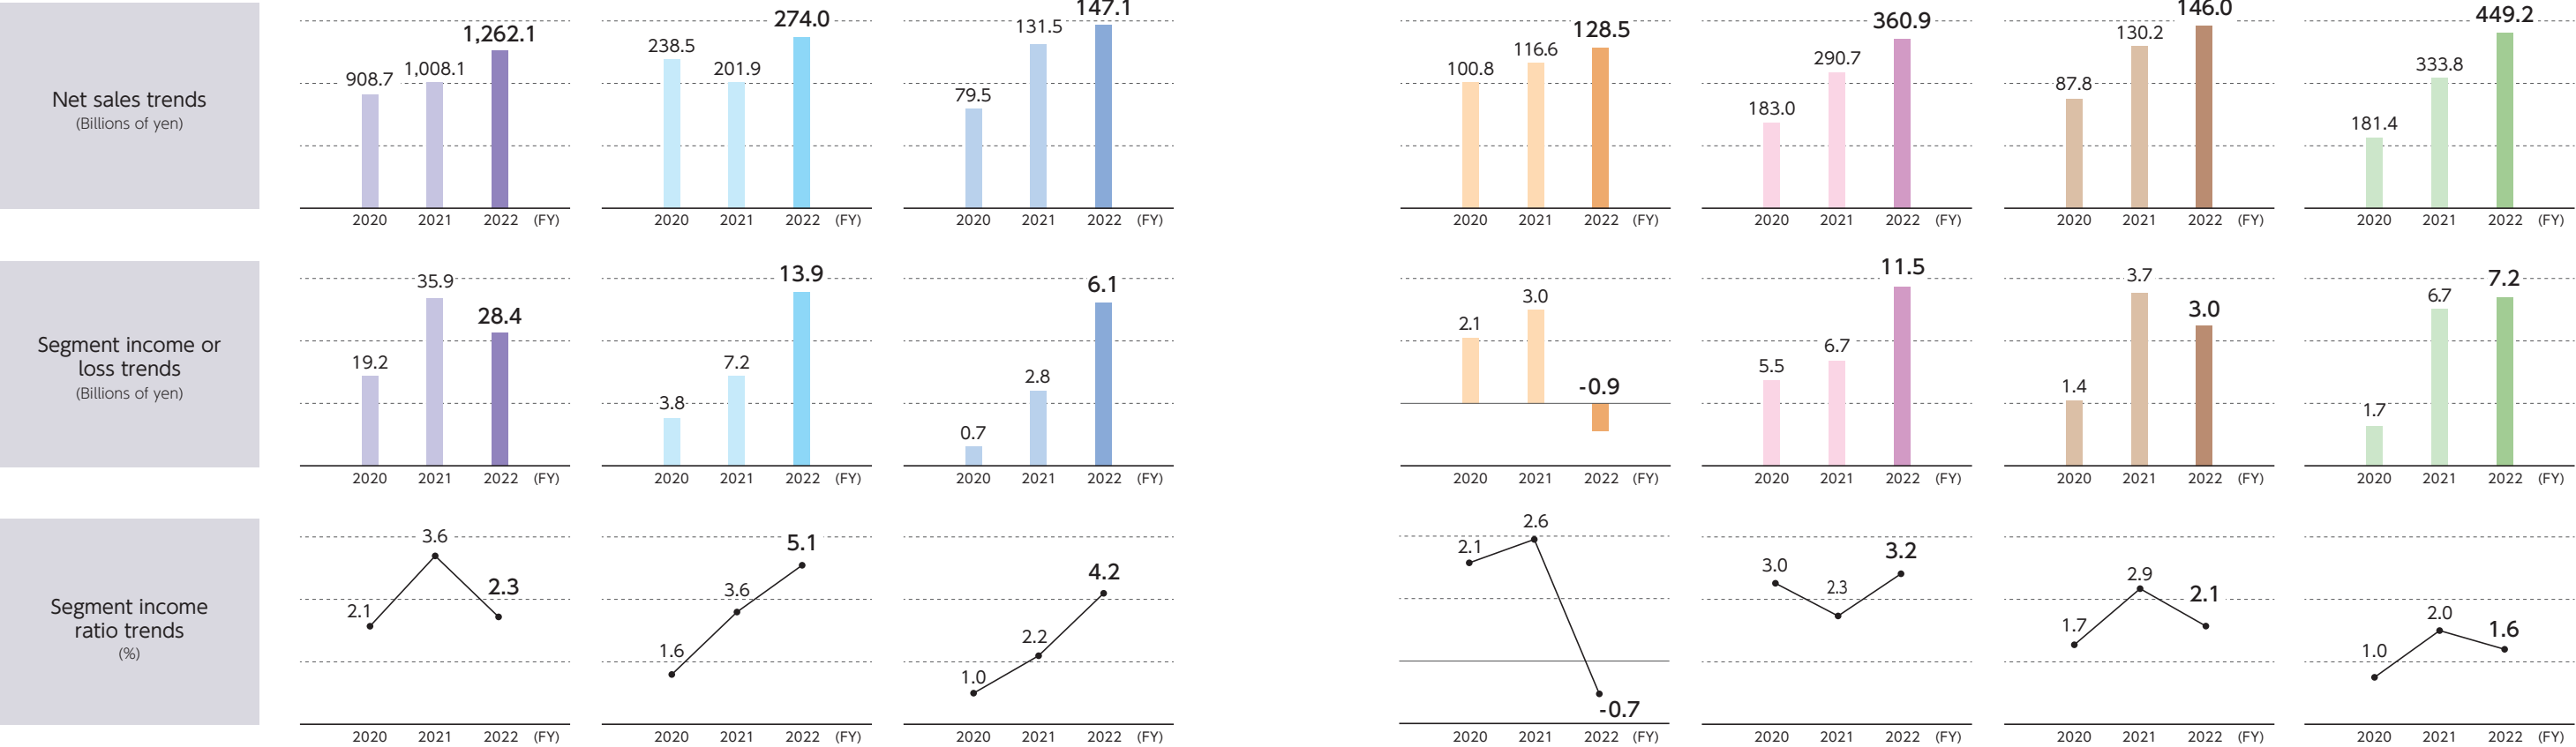 Net sales trends
(Billions of yen)
908.7 1,008.1 1,262.1
2020 2021 2022 (FY)
238.5 201.9 274.0
2020 2021 2022 (FY)
79.5 131.5 147.1
2020 2021 2022 (FY)
100.8 116.6 128.5
2020 2021 2022 (FY)
183.0 290.7 360.9
2020 2021 2022 (FY)
87.8 130.2 146.0
2020 2021 2022 (FY)
181.4 333.8 449.2
2020 2021 2022 (FY)
Segment income or
loss trends
(Billions of yen)
19.2 35.9 28.4
2020 2021 2022 (FY)
3.8 7.2 13.9
2020 2021 2022 (FY)
0.7 2.8 6.1
2020 2021 2022 (FY)
2.1 3.0 -0.9
2020 2021 2022 (FY)
5.5 6.7 11.5
2020 2021 2022 (FY)
1.4 3.7 3.0
2020 2021 2022 (FY)
1.7 6.7 7.2
2020 2021 2022 (FY)
Segment income
ratio trends
(%)
2.1 3.6 2.3
2020 2021 2022 (FY)
1.6 3.6 5.1
2020 2021 2022 (FY)
1.0 2.2 4.2
2020 2021 2022 (FY)
2.1 2.6 -0.7
2020 2021 2022 (FY)
3.0 2.3 3.2
2020 2021 2022 (FY)
1.7 2.9 2.1
2020 2021 2022 (FY)
1.0 2.0 1.6
2020 2021 2022 (FY)